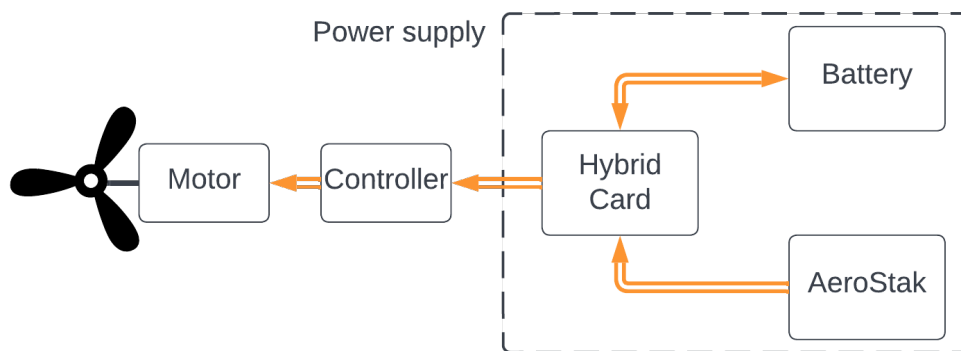 Power supply
Battery
Hybrid
Card
Motor
Controller
AeroStak